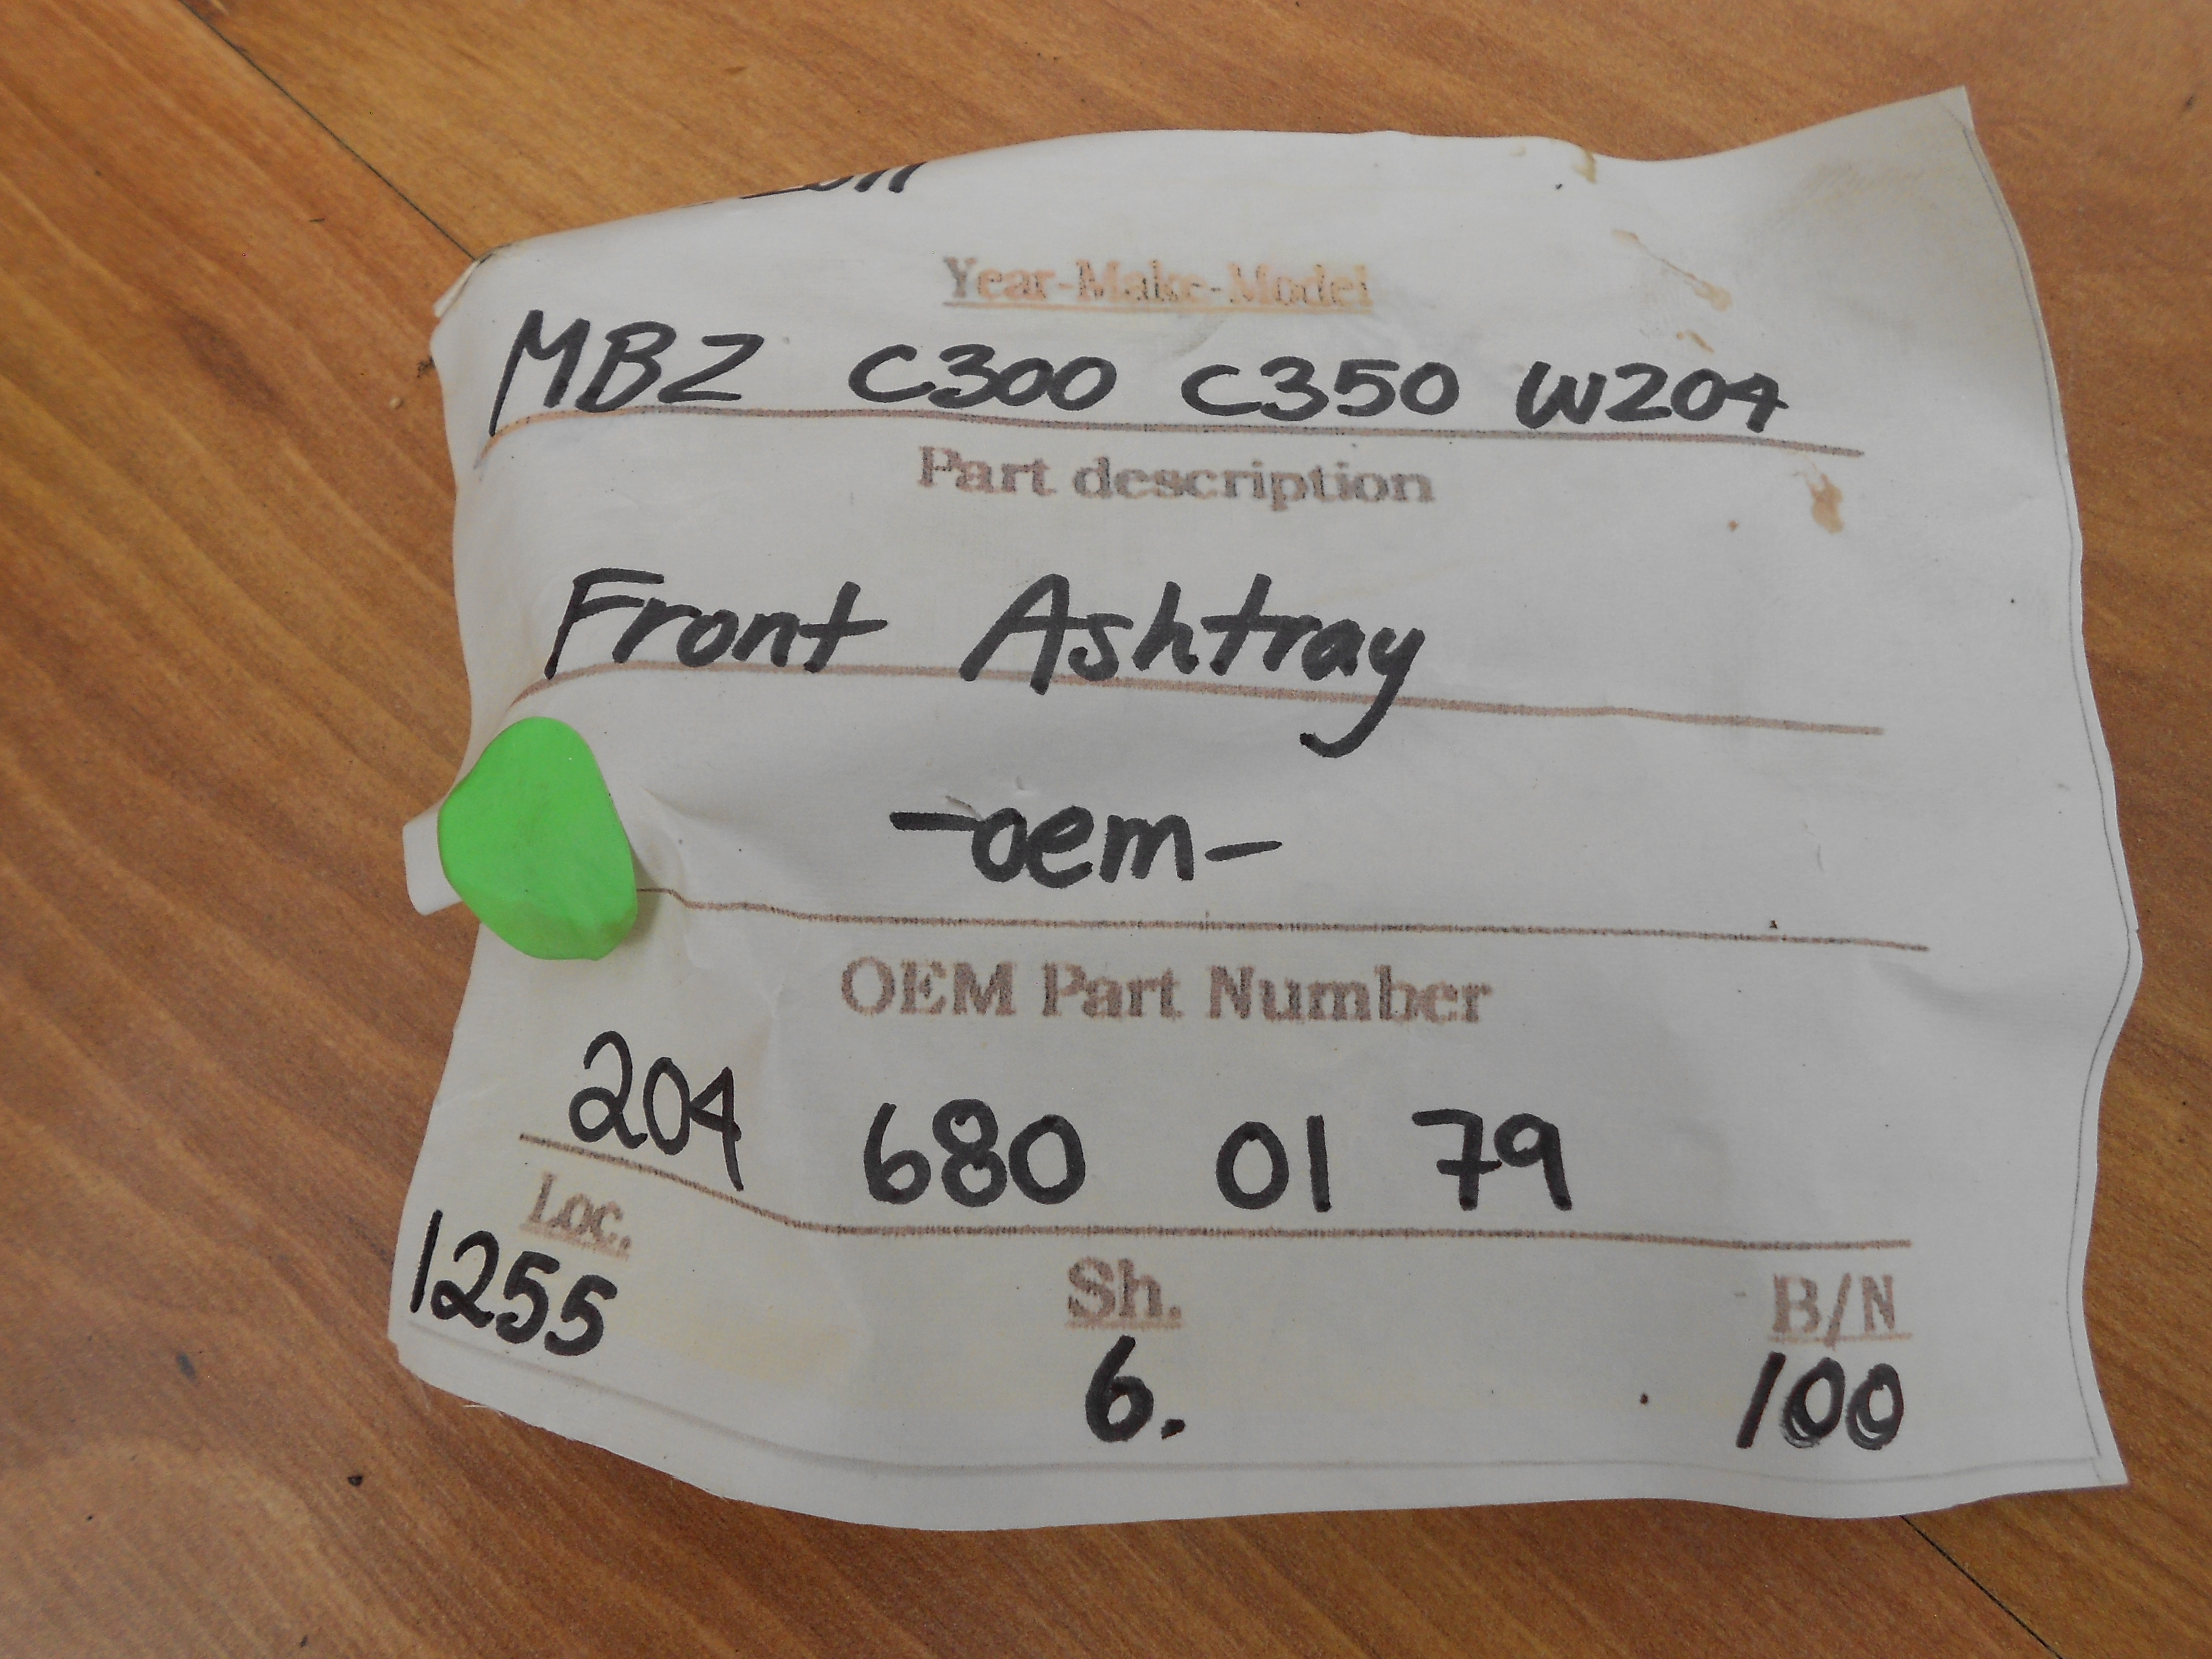 Year-Make-Model
MBZ C300 C350 W204
Part description
Front Ashtray
-oem-
OEM Part Number
204 680 01 79
Loc. Sh. B/N
1255 6. 100